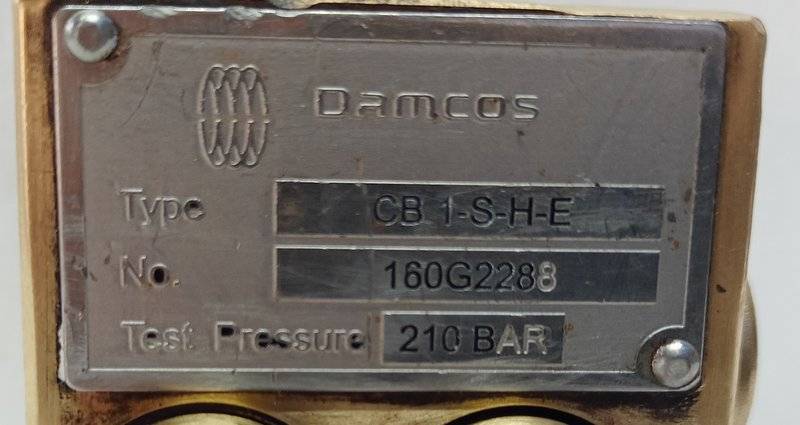 Damcos
Type CB 1-S-H-E
No. 160G2288
Test Pressure 210 BAR